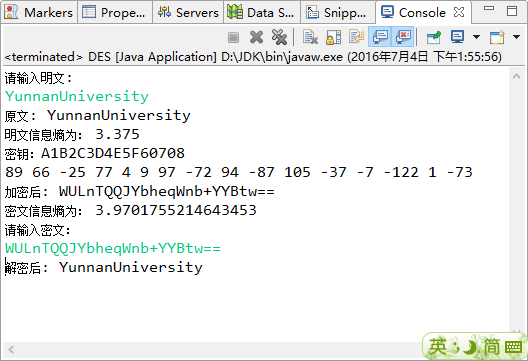 Markers Prope... Servers Data S... Snipp... Console
<terminated> DES [Java Application] D:\JDK\bin\javaw.exe (2016年7月4日 下午1:55:56)
请输入明文:
YunnanUniversity
原文: YunnanUniversity
明文信息熵为: 3.375
密钥: A1B2C3D4E5F60708
89 66 -25 77 4 9 97 -72 94 -87 105 -37 -7 -122 1 -73
加密后: WULnTQQJYbheqWnb+YYBtw==
密文信息熵为: 3.9701755214643453
请输入密文:
WULnTQQJYbheqWnb+YYBtw==
解密后: YunnanUniversity
英 简